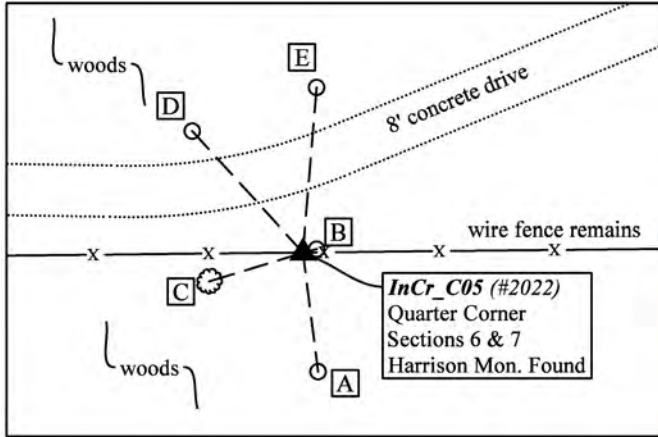 woods
E
D
8' concrete drive
B
wire fence remains
x x x x x
C
InCr_C05 (#2022)
Quarter Corner
Sections 6 & 7
Harrison Mon. Found
woods
A